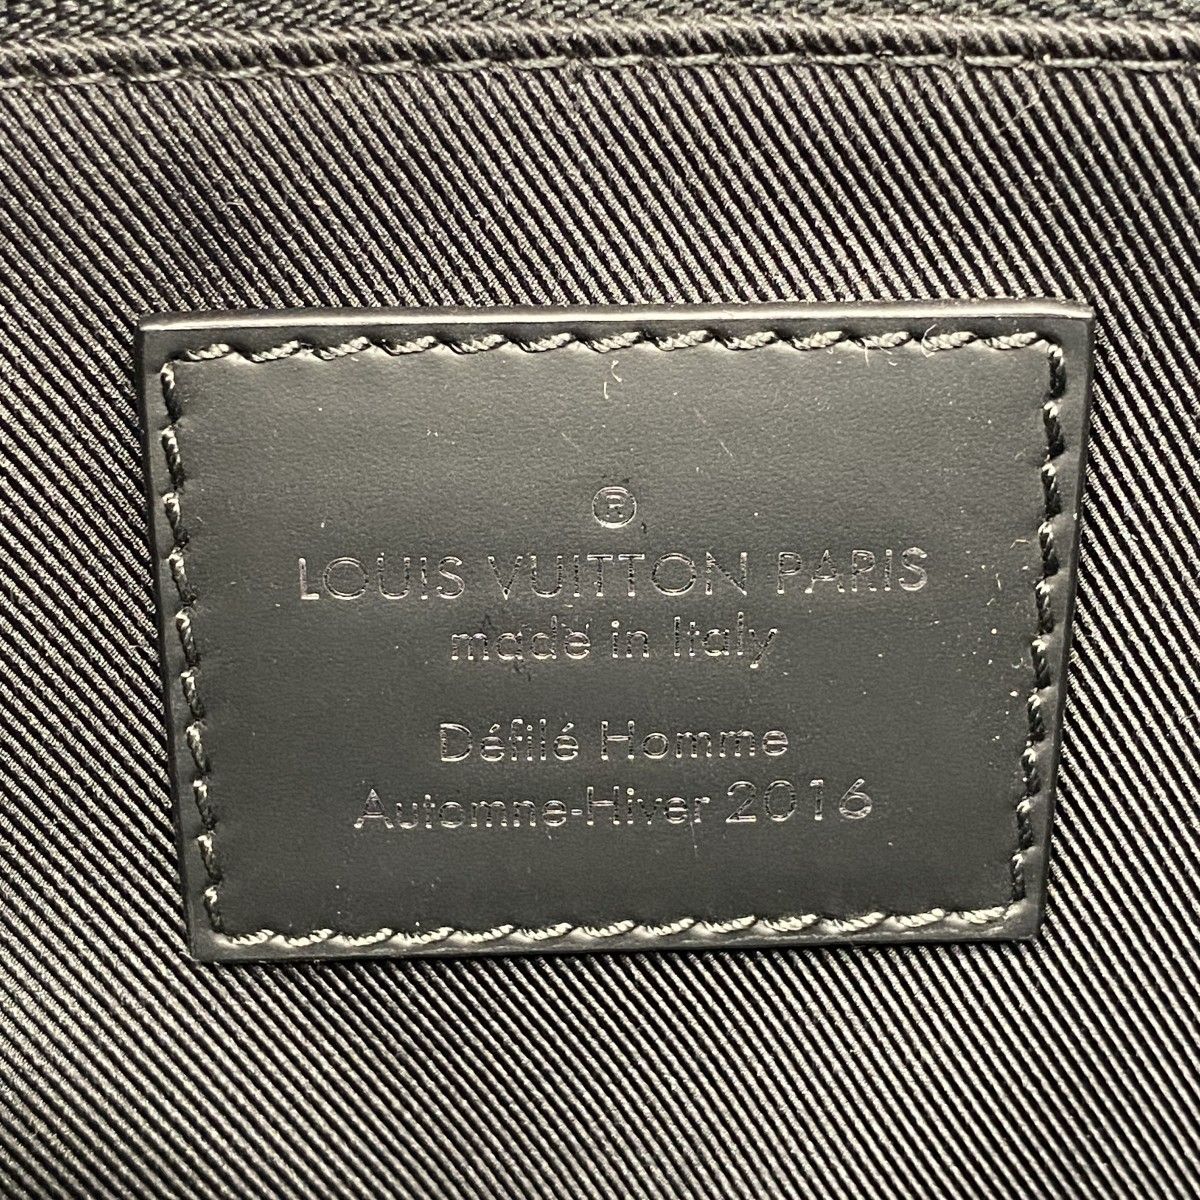 ®
LOUIS VUITTON PARIS
made in Italy
Défilé Homme
Automne-Hiver 2016